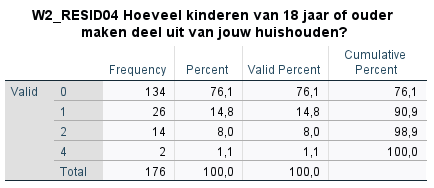 W2_RESID04 Hoeveel kinderen van 18 jaar of ouder
maken deel uit van jouw huishouden?
Frequency Percent Valid Percent Cumulative Percent
Valid 0 134 76,1 76,1 76,1
1 26 14,8 14,8 90,9
2 14 8,0 8,0 98,9
4 2 1,1 1,1 100,0
Total 176 100,0 100,0